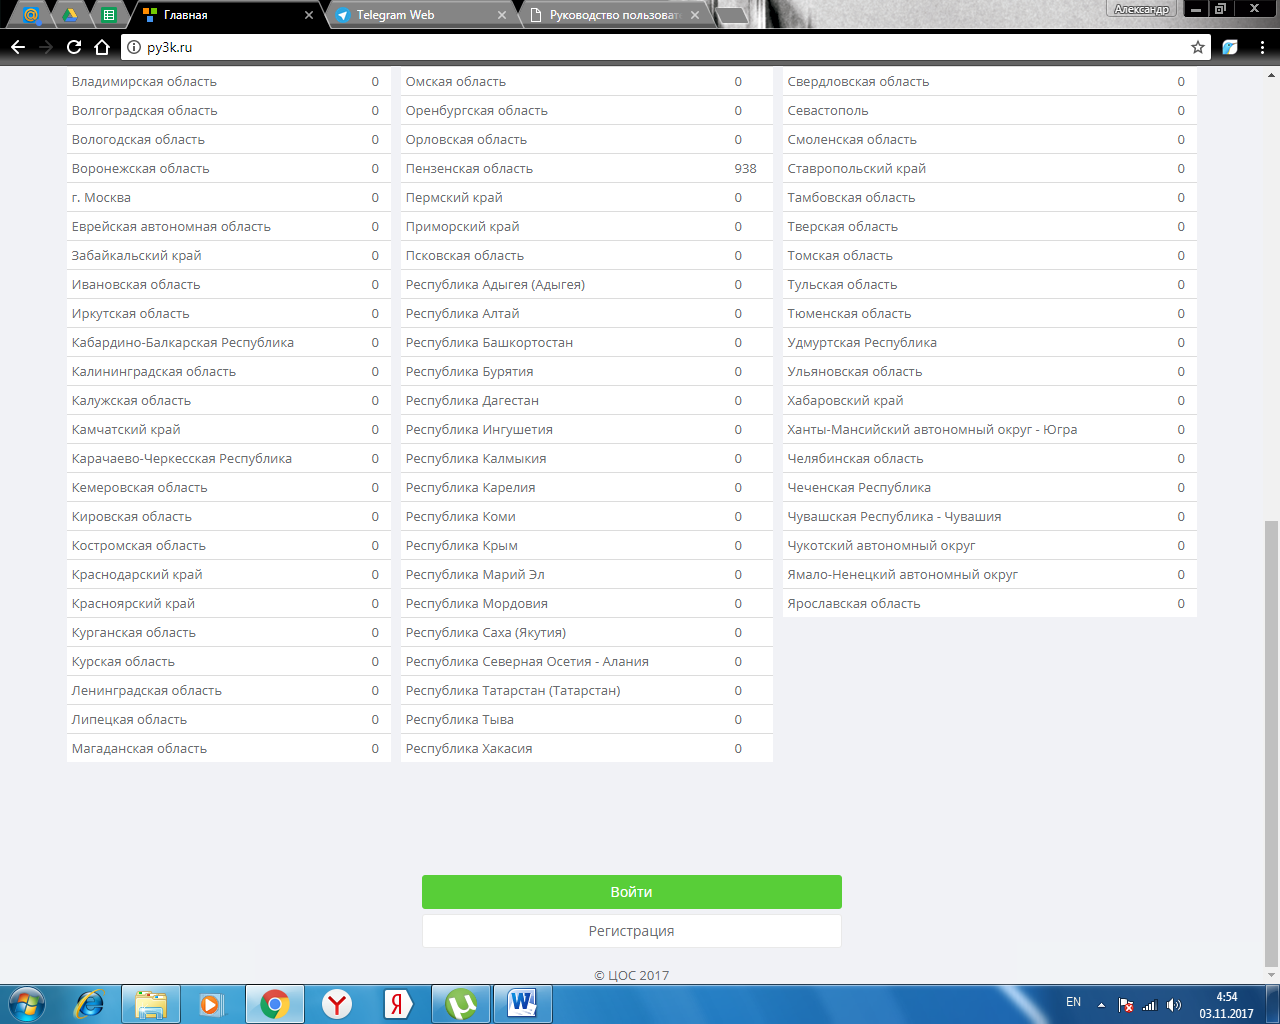 Александр
Главная
Telegram Web
Руководство пользоват
py3k.ru
Владимирская область 0
Волгоградская область 0
Вологодская область 0
Воронежская область 0
г. Москва 0
Еврейская автономная область 0
Забайкальский край 0
Ивановская область 0
Иркутская область 0
Кабардино-Балкарская Республика 0
Калининградская область 0
Калужская область 0
Камчатский край 0
Карачаево-Черкесская Республика 0
Кемеровская область 0
Кировская область 0
Костромская область 0
Краснодарский край 0
Красноярский край 0
Курганская область 0
Курская область 0
Ленинградская область 0
Липецкая область 0
Магаданская область 0
Омская область 0
Оренбургская область 0
Орловская область 0
Пензенская область 938
Пермский край 0
Приморский край 0
Псковская область 0
Республика Адыгея (Адыгея) 0
Республика Алтай 0
Республика Башкортостан 0
Республика Бурятия 0
Республика Дагестан 0
Республика Ингушетия 0
Республика Калмыкия 0
Республика Карелия 0
Республика Коми 0
Республика Крым 0
Республика Марий Эл 0
Республика Мордовия 0
Республика Саха (Якутия) 0
Республика Северная Осетия - Алания 0
Республика Татарстан (Татарстан) 0
Республика Тыва 0
Республика Хакасия 0
Свердловская область 0
Севастополь 0
Смоленская область 0
Ставропольский край 0
Тамбовская область 0
Тверская область 0
Томская область 0
Тульская область 0
Тюменская область 0
Удмуртская Республика 0
Ульяновская область 0
Хабаровский край 0
Ханты-Мансийский автономный округ - Югра 0
Челябинская область 0
Чеченская Республика 0
Чувашская Республика - Чувашия 0
Чукотский автономный округ 0
Ямало-Ненецкий автономный округ 0
Ярославская область 0
Войти
Регистрация
© ЦОС 2017
EN
4:54
03.11.2017